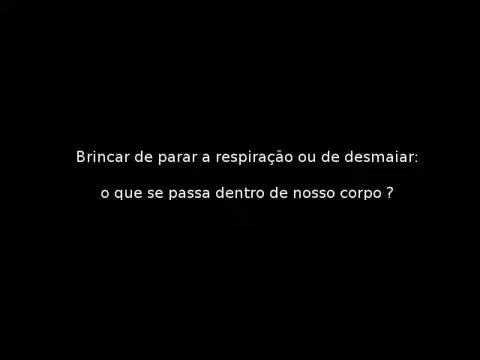 Brincar de parar a respiração ou de desmaiar:
o que se passa dentro de nosso corpo ?